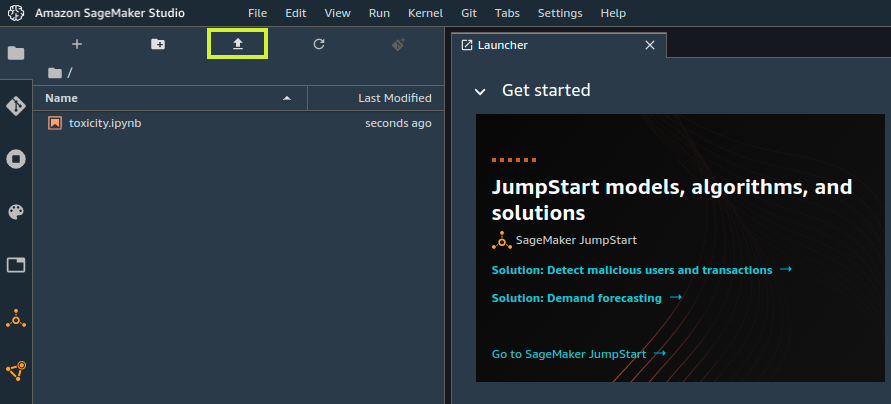 Amazon SageMaker Studio File Edit View Run Kernel Git Tabs Settings Help
Launcher
/
Name Last Modified
toxicity.ipynb seconds ago
Get started
JumpStart models, algorithms, and
solutions
SageMaker JumpStart
Solution: Detect malicious users and transactions →
Solution: Demand forecasting →
Go to SageMaker JumpStart →